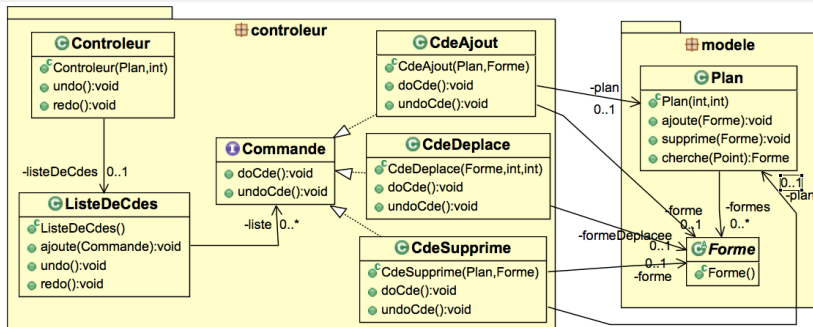 controleur
Controleur
Controleur(Plan,int)
undo():void
redo():void
-listeDeCdes
0..1
ListeDeCdes
ListeDeCdes()
ajoute(Commande):void
undo():void
redo():void
-liste
0..*
I
Commande
doCde():void
undoCde():void
CdeAjout
CdeAjout(Plan,Forme)
doCde():void
undoCde():void
CdeDeplace
CdeDeplace(Forme,int,int)
doCde():void
undoCde():void
CdeSupprime
CdeSupprime(Plan,Forme)
doCde():void
undoCde():void
-plan
0..1
-forme
0..1
-formeDeplacee
0..1
0..1
-forme
modele
Plan
Plan(int,int)
ajoute(Forme):void
supprime(Forme):void
cherche(Point):Forme
0..1
-plan
-formes
0..*
Forme
Forme()